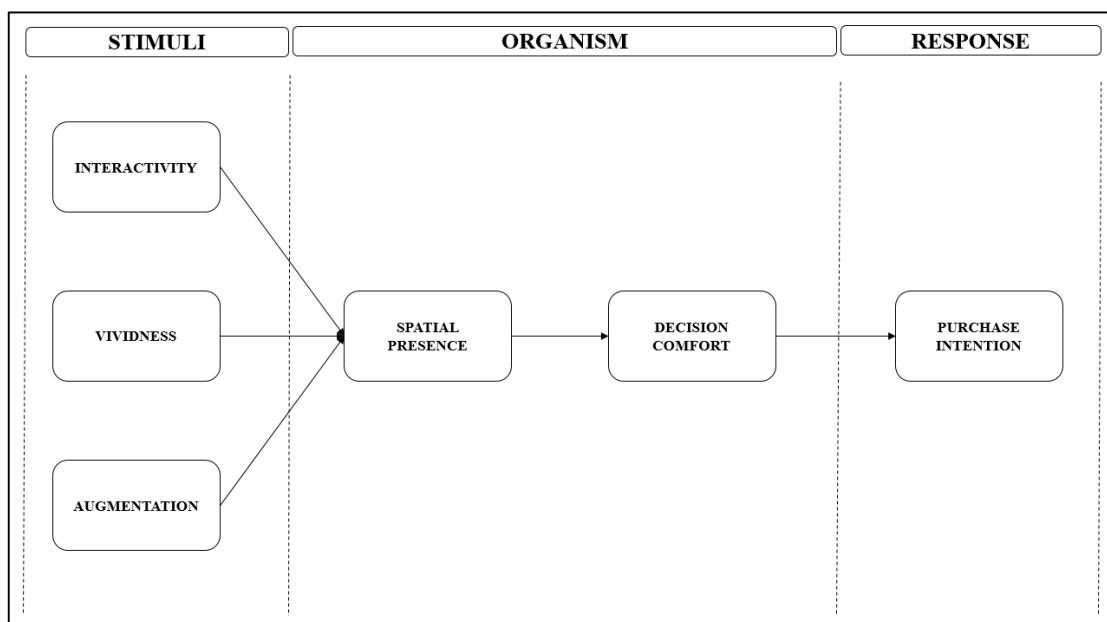 STIMULI
ORGANISM
RESPONSE
INTERACTIVITY
VIVIDNESS
SPATIAL
PRESENCE
DECISION
COMFORT
PURCHASE
INTENTION
AUGMENTATION